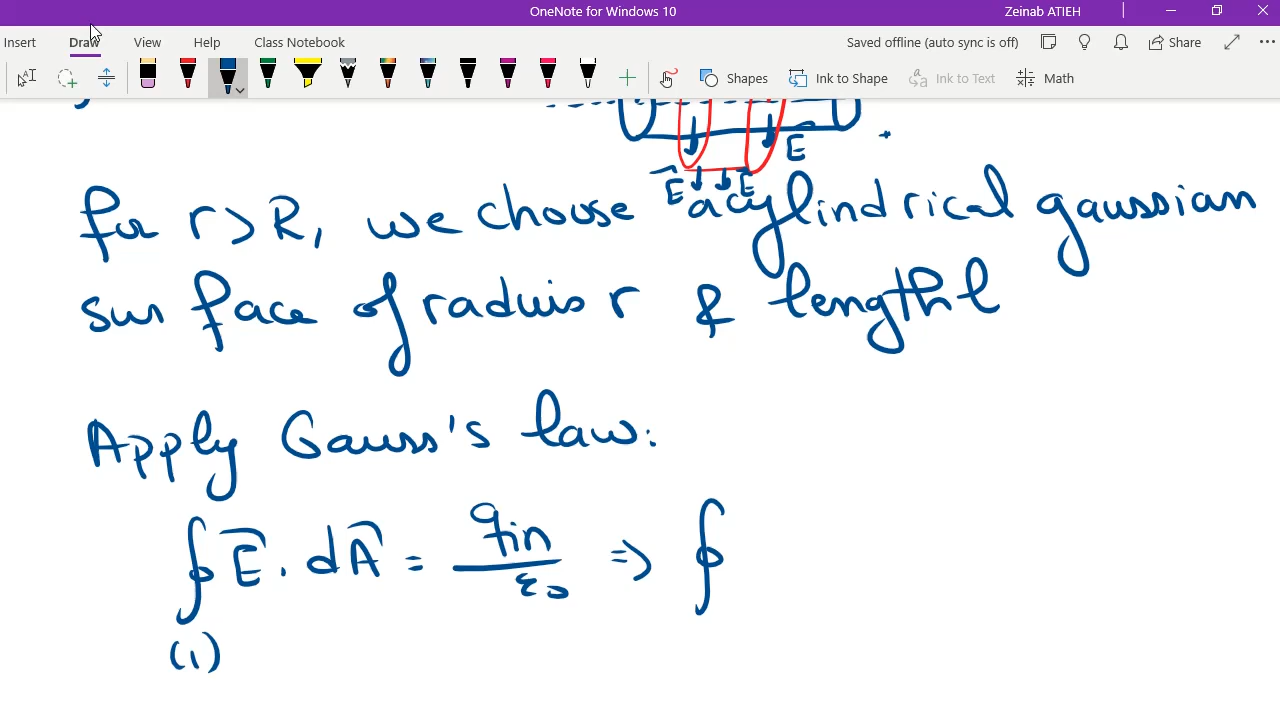 OneNote for Windows 10
Zeinab ATIEH
Insert Draw View Help Class Notebook
Saved offline (auto sync is off) Share
Shapes Ink to Shape Ink to Text Math
E
E E
for r > R, we choose a cylindrical gaussian
surface of raduis r & length l
Apply Gauss's law:
∮ E⃗ . dA⃗ = qin / ε0 => ∮
(1)